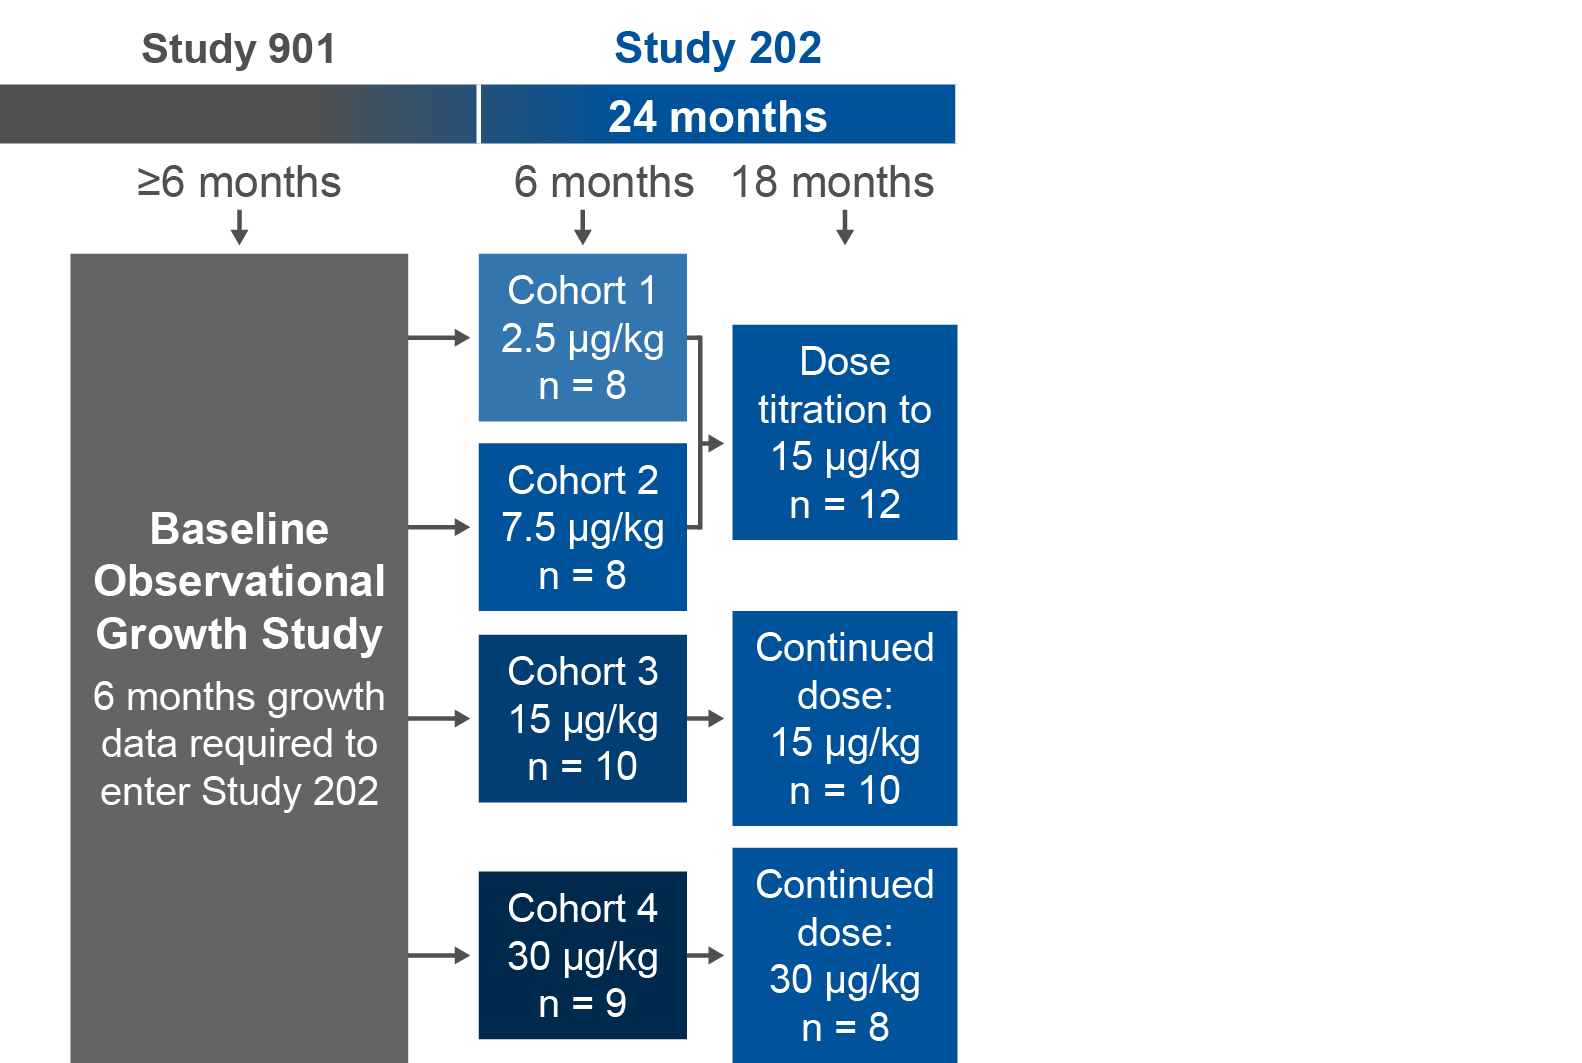 Study 901
Study 202
24 months
≥6 months
6 months
18 months
Baseline
Observational
Growth Study
6 months growth
data required to
enter Study 202
Cohort 1
2.5 µg/kg
n = 8
Cohort 2
7.5 µg/kg
n = 8
Cohort 3
15 µg/kg
n = 10
Cohort 4
30 µg/kg
n = 9
Dose
titration to
15 µg/kg
n = 12
Continued
dose:
15 µg/kg
n = 10
Continued
dose:
30 µg/kg
n = 8